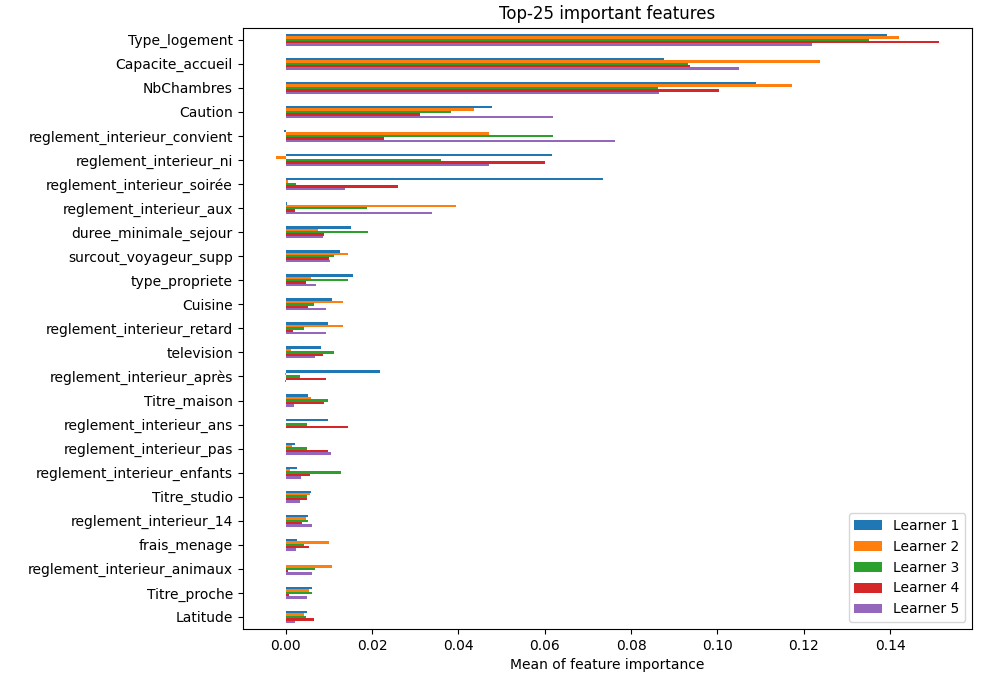 Top-25 important features
Type_logement
Capacite_accueil
NbChambres
Caution
reglement_interieur_convient
reglement_interieur_ni
reglement_interieur_soirée
reglement_interieur_aux
duree_minimale_sejour
surcout_voyageur_supp
type_propriete
Cuisine
reglement_interieur_retard
television
reglement_interieur_après
Titre_maison
reglement_interieur_ans
reglement_interieur_pas
reglement_interieur_enfants
Titre_studio
reglement_interieur_14
frais_menage
reglement_interieur_animaux
Titre_proche
Latitude
Learner 1
Learner 2
Learner 3
Learner 4
Learner 5
0.00 0.02 0.04 0.06 0.08 0.10 0.12 0.14
Mean of feature importance